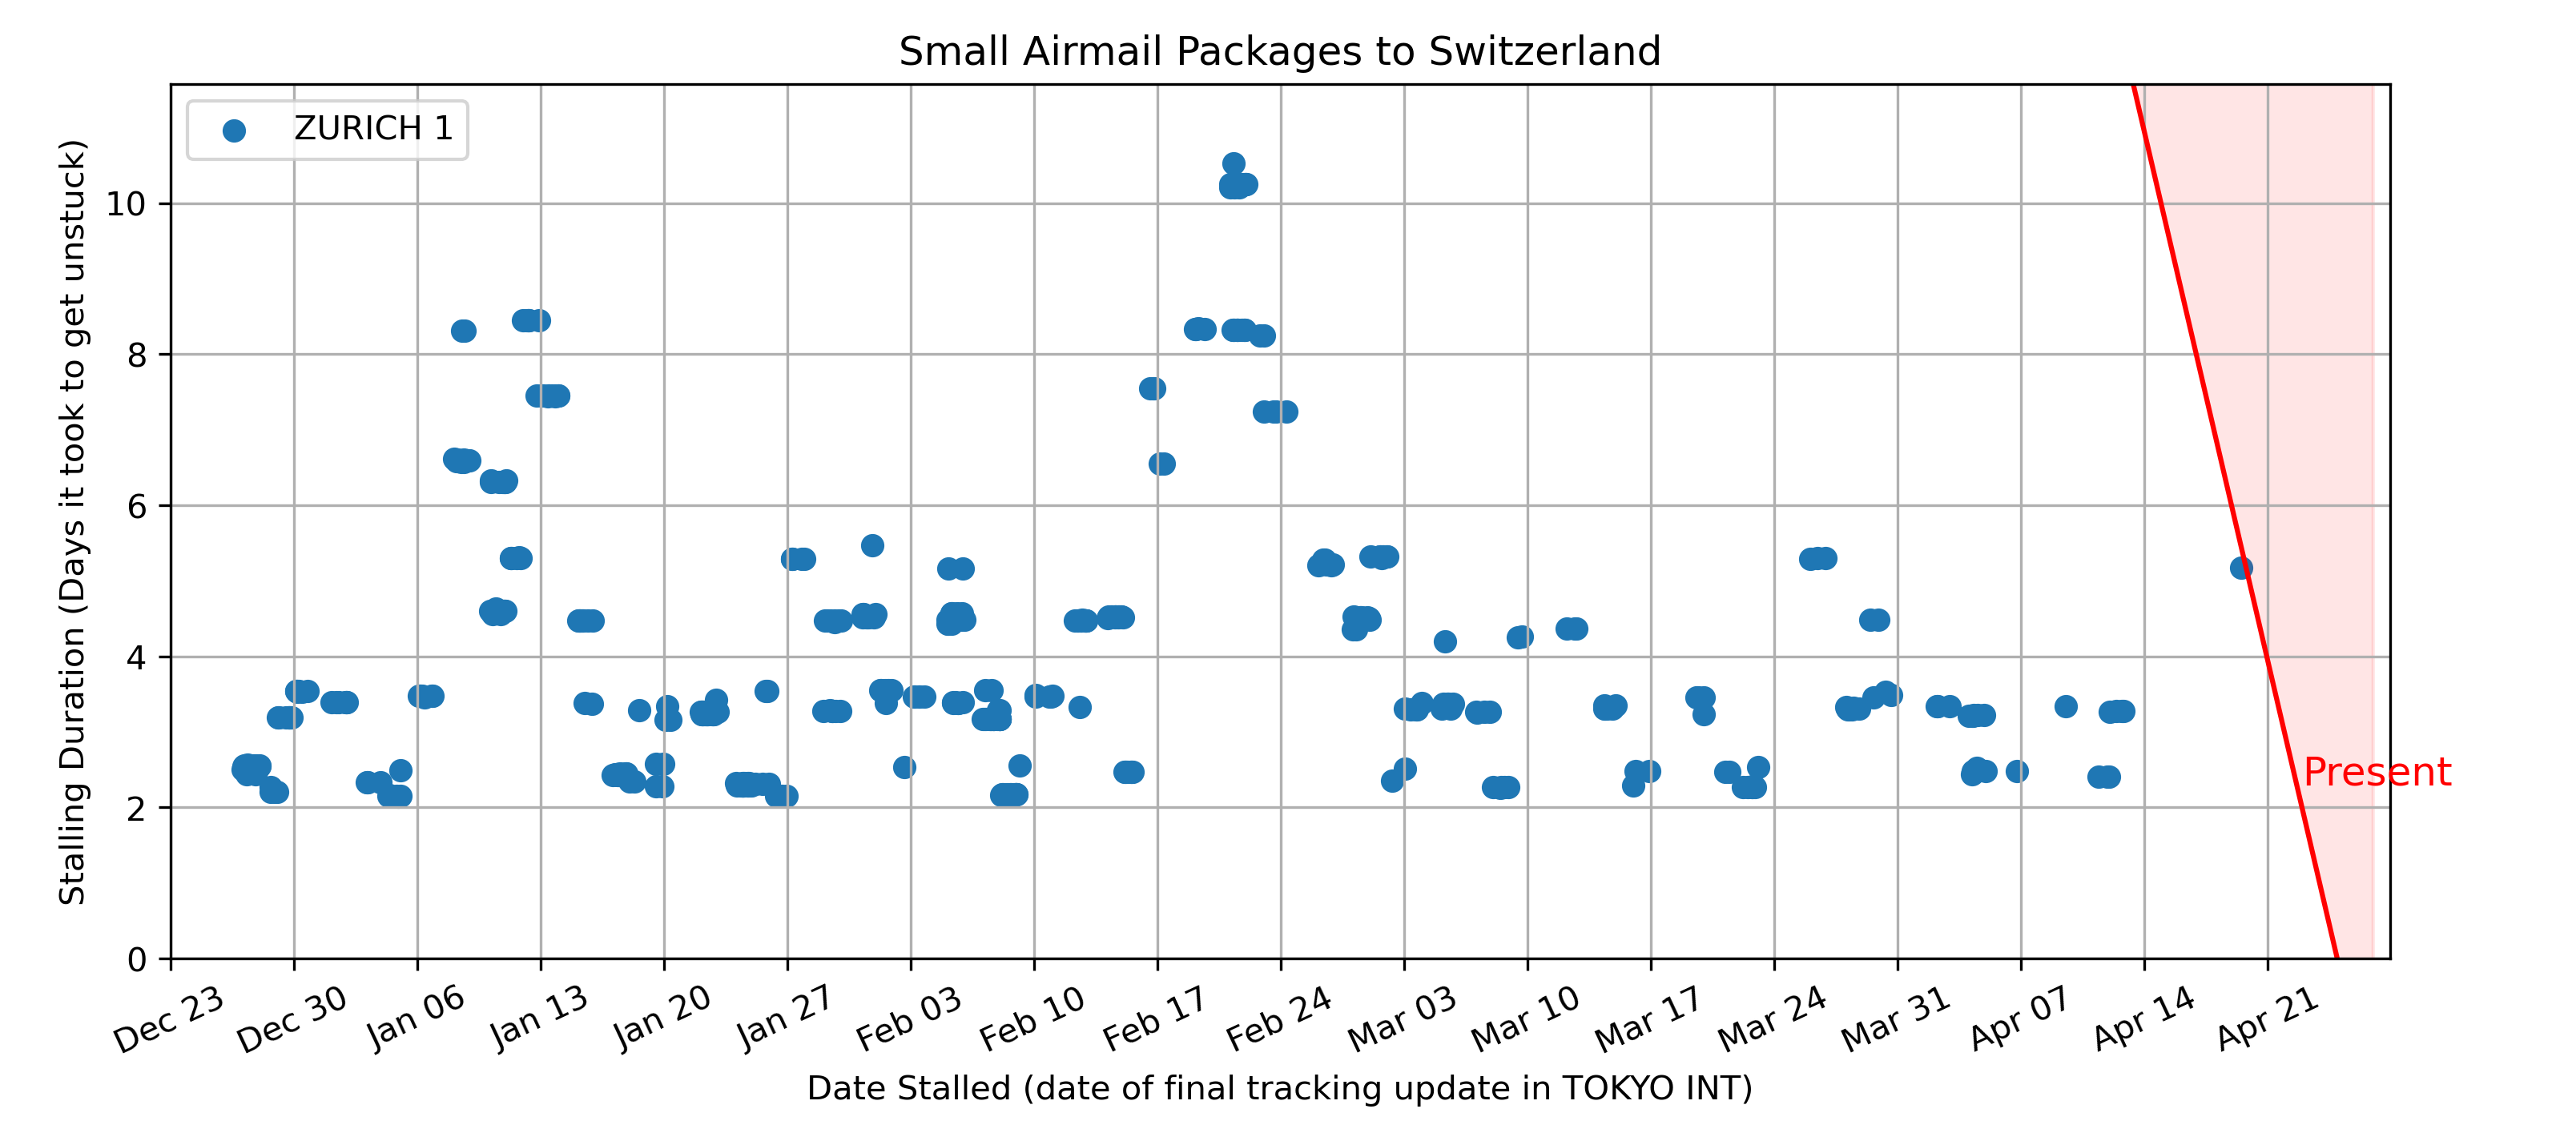 Small Airmail Packages to Switzerland
ZURICH 1
Stalling Duration (Days it took to get unstuck)
10
8
6
4
2
0
Present
Dec 23
Dec 30
Jan 06
Jan 13
Jan 20
Jan 27
Feb 03
Feb 10
Feb 17
Feb 24
Mar 03
Mar 10
Mar 17
Mar 24
Mar 31
Apr 07
Apr 14
Apr 21
Date Stalled (date of final tracking update in TOKYO INT)